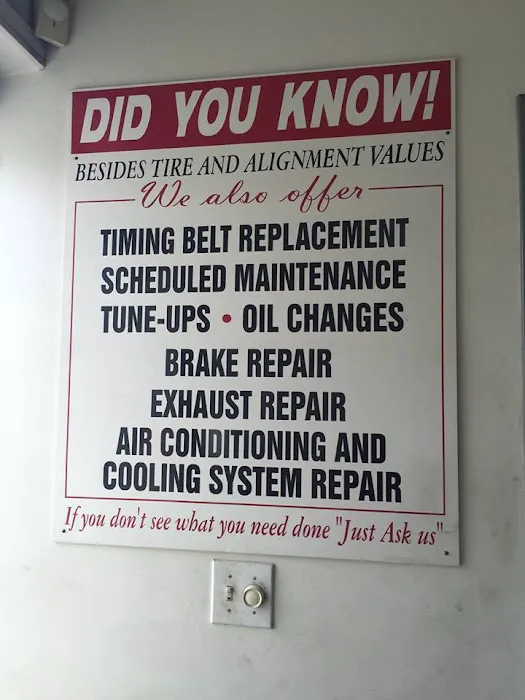 DID YOU KNOW!
BESIDES TIRE AND ALIGNMENT VALUES
We also offer
TIMING BELT REPLACEMENT
SCHEDULED MAINTENANCE
TUNE-UPS • OIL CHANGES
BRAKE REPAIR
EXHAUST REPAIR
AIR CONDITIONING AND
COOLING SYSTEM REPAIR
If you don't see what you need done "Just Ask us"